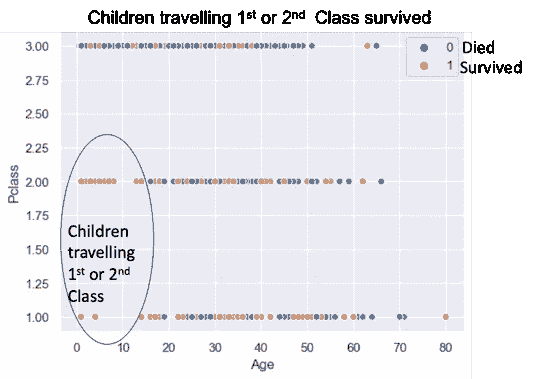 Children travelling 1st or 2nd Class survived
3.00
2.75
2.50
2.25
2.00
1.75
1.50
1.25
1.00
Pclass
0 Died
1 Survived
Children
travelling
1st or 2nd
Class
0 10 20 30 40 50 60 70 80
Age